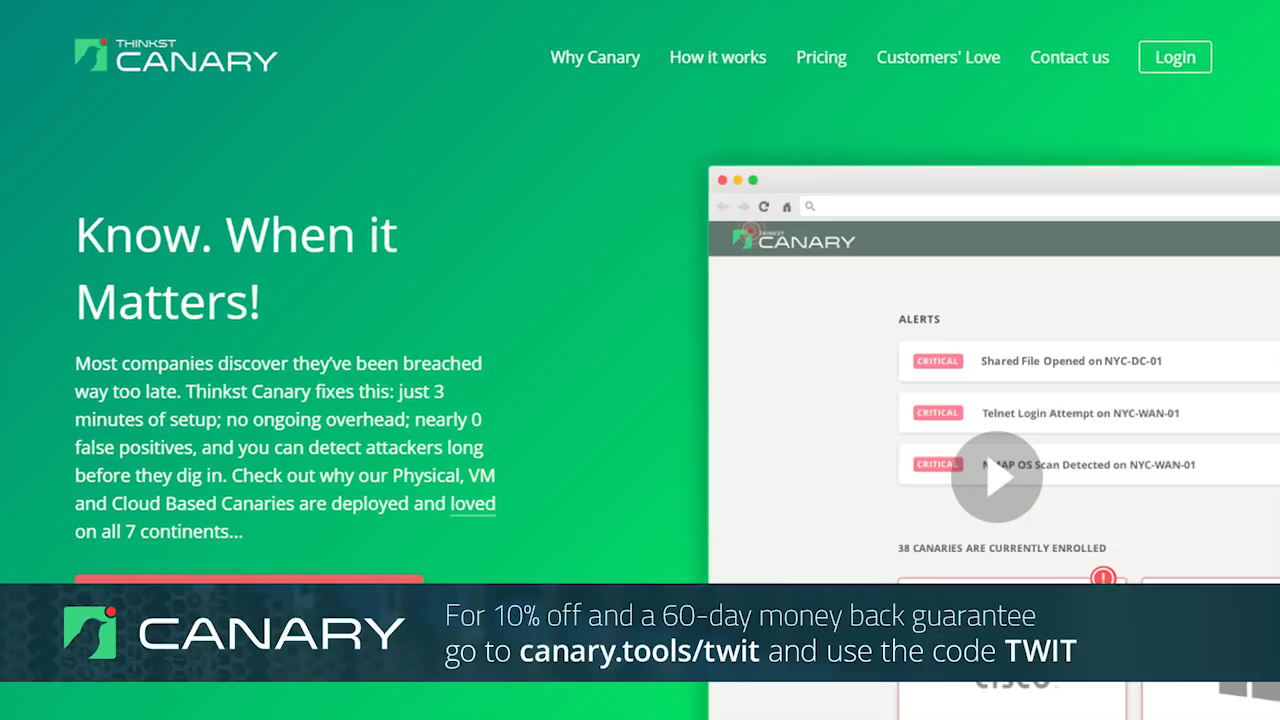 THINKST
CANARY
Why Canary
How it works
Pricing
Customers' Love
Contact us
Login
Know. When it
Matters!
Most companies discover they've been breached
way too late. Thinkst Canary fixes this: just 3
minutes of setup; no ongoing overhead; nearly 0
false positives, and you can detect attackers long
before they dig in. Check out why our Physical, VM
and Cloud Based Canaries are deployed and loved
on all 7 continents...
THINKST
CANARY
ALERTS
CRITICAL Shared File Opened on NYC-DC-01
CRITICAL Telnet Login Attempt on NYC-WAN-01
CRITICAL NMAP OS Scan Detected on NYC-WAN-01
38 CANARIES ARE CURRENTLY ENROLLED
CANARY
For 10% off and a 60-day money back guarantee
go to canary.tools/twit and use the code TWIT